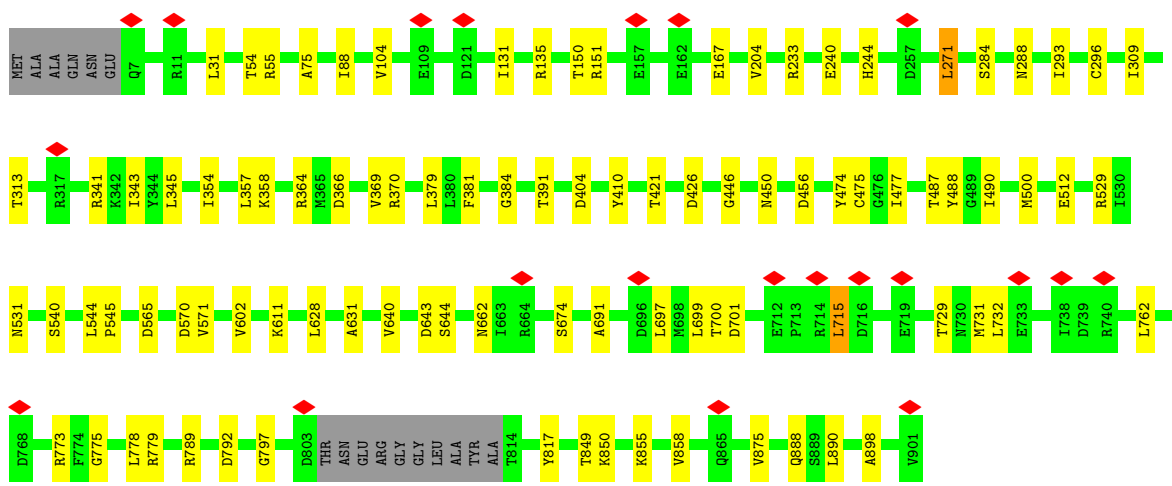 MET ALA ALA GLN ASN GLU Q7 R11 L31 T54 R55 A75 I88 V104 E109 D121 I131 R135 T150 R151 E157 E162 E167 V204 R233 E240 H244 D257 L271 S284 N288 I293 C296 I309
T313 R317 R341 K342 I343 Y344 L345 I354 L357 K358 R364 M365 D366 V369 R370 L379 L380 F381 G384 T391 D404 Y410 T421 D426 G446 N450 D456 Y474 C475 G476 I477 T487 Y488 G489 I490 M500 E512 R529 I530
N531 S540 L544 P545 D565 D570 V571 V602 K611 L628 A631 V640 D643 S644 N662 I663 R664 S674 A691 D696 L697 M698 L699 T700 D701 E712 P713 R714 L715 D716 E719 T729 N730 M731 L732 E733 I738 D739 R740 L762
D768 R773 F774 G775 L778 R779 R789 D792 G797 D803 THR ASN GLU ARG GLY GLY LEU ALA TYR ALA T814 Y817 T849 K850 K855 V858 Q865 V875 Q888 S889 L890 A898 V901